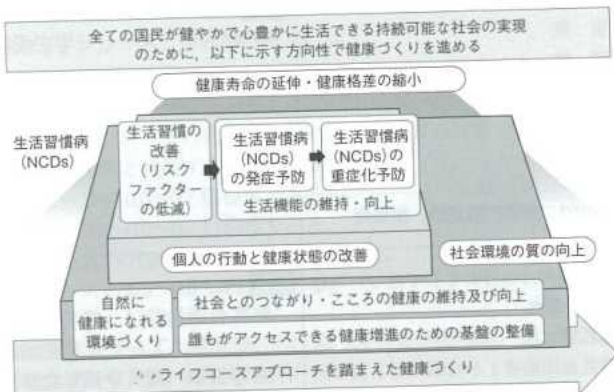 全ての国民が健やかで心豊かに生活できる持続可能な社会の実現
のために，以下に示す方向性で健康づくりを進める
健康寿命の延伸・健康格差の縮小
生活習慣病
(NCDs)
生活習慣の
改善
(リスク
ファクター
の低減)
生活習慣病
(NCDs)
の発症予防
生活習慣病
(NCDs)の
重症化予防
生活機能の維持・向上
個人の行動と健康状態の改善
社会環境の質の向上
自然に
健康になれる
環境づくり
社会とのつながり・こころの健康の維持及び向上
誰もがアクセスできる健康増進のための基盤の整備
ライフコースアプローチを踏まえた健康づくり